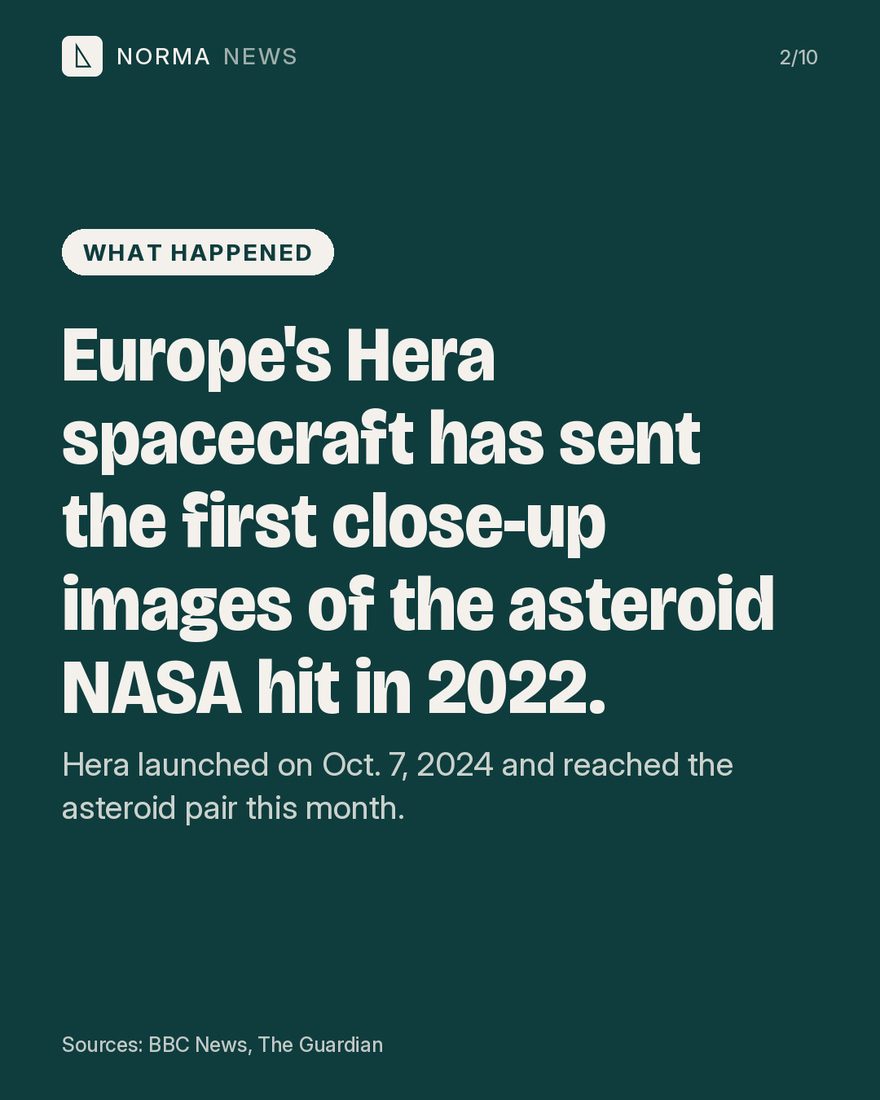 NORMA NEWS
2/10
WHAT HAPPENED
Europe's Hera
spacecraft has sent
the first close-up
images of the asteroid
NASA hit in 2022.
Hera launched on Oct. 7, 2024 and reached the
asteroid pair this month.
Sources: BBC News, The Guardian